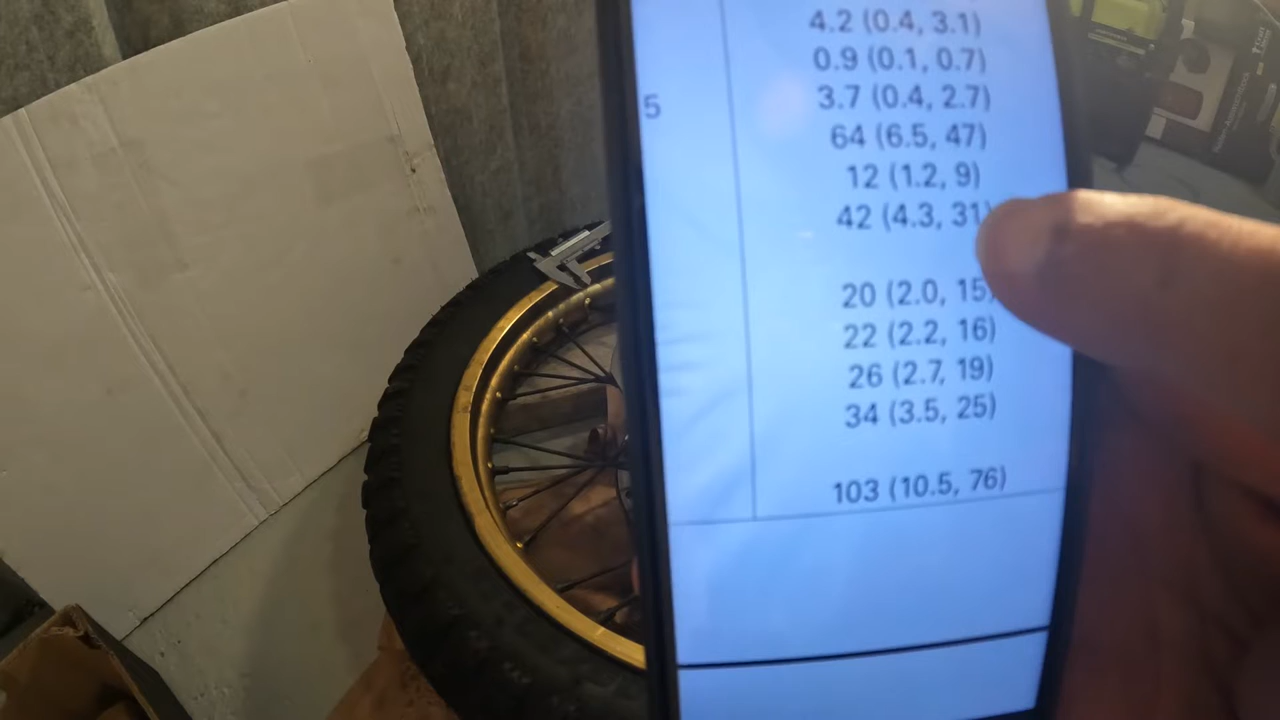 4.2 (0.4, 3.1)
0.9 (0.1, 0.7)
5
3.7 (0.4, 2.7)
64 (6.5, 47)
12 (1.2, 9)
42 (4.3, 31)
20 (2.0, 15)
22 (2.2, 16)
26 (2.7, 19)
34 (3.5, 25)
103 (10.5, 76)